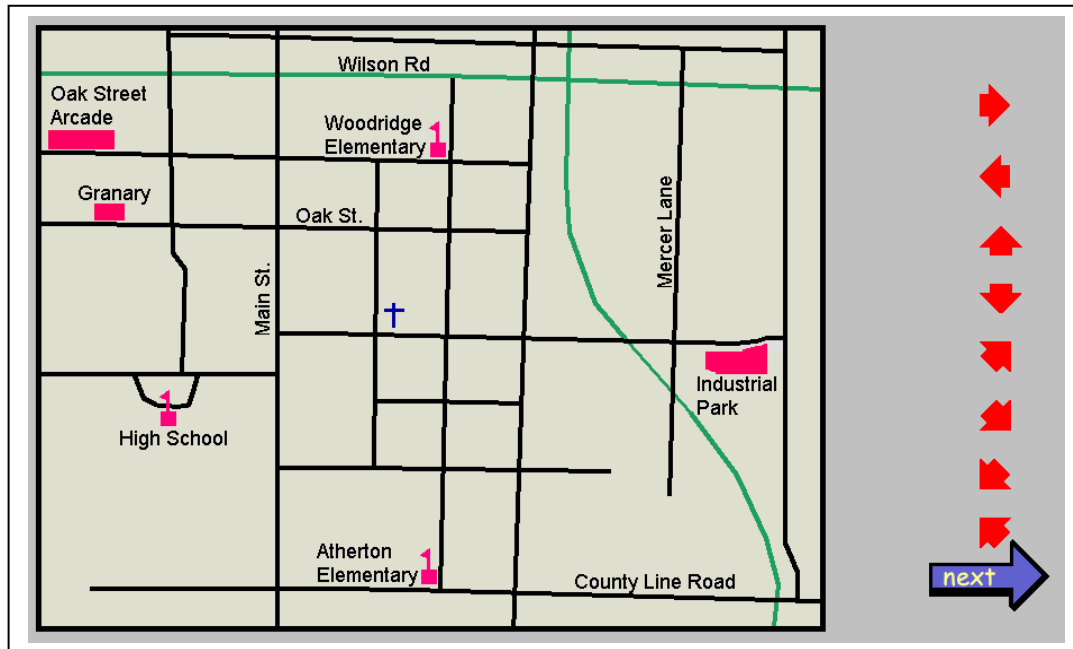 Wilson Rd
Oak Street
Arcade
Woodridge
Elementary
Granary
Oak St.
Mercer Lane
Main St.
Industrial
Park
High School
Atherton
Elementary
County Line Road
next